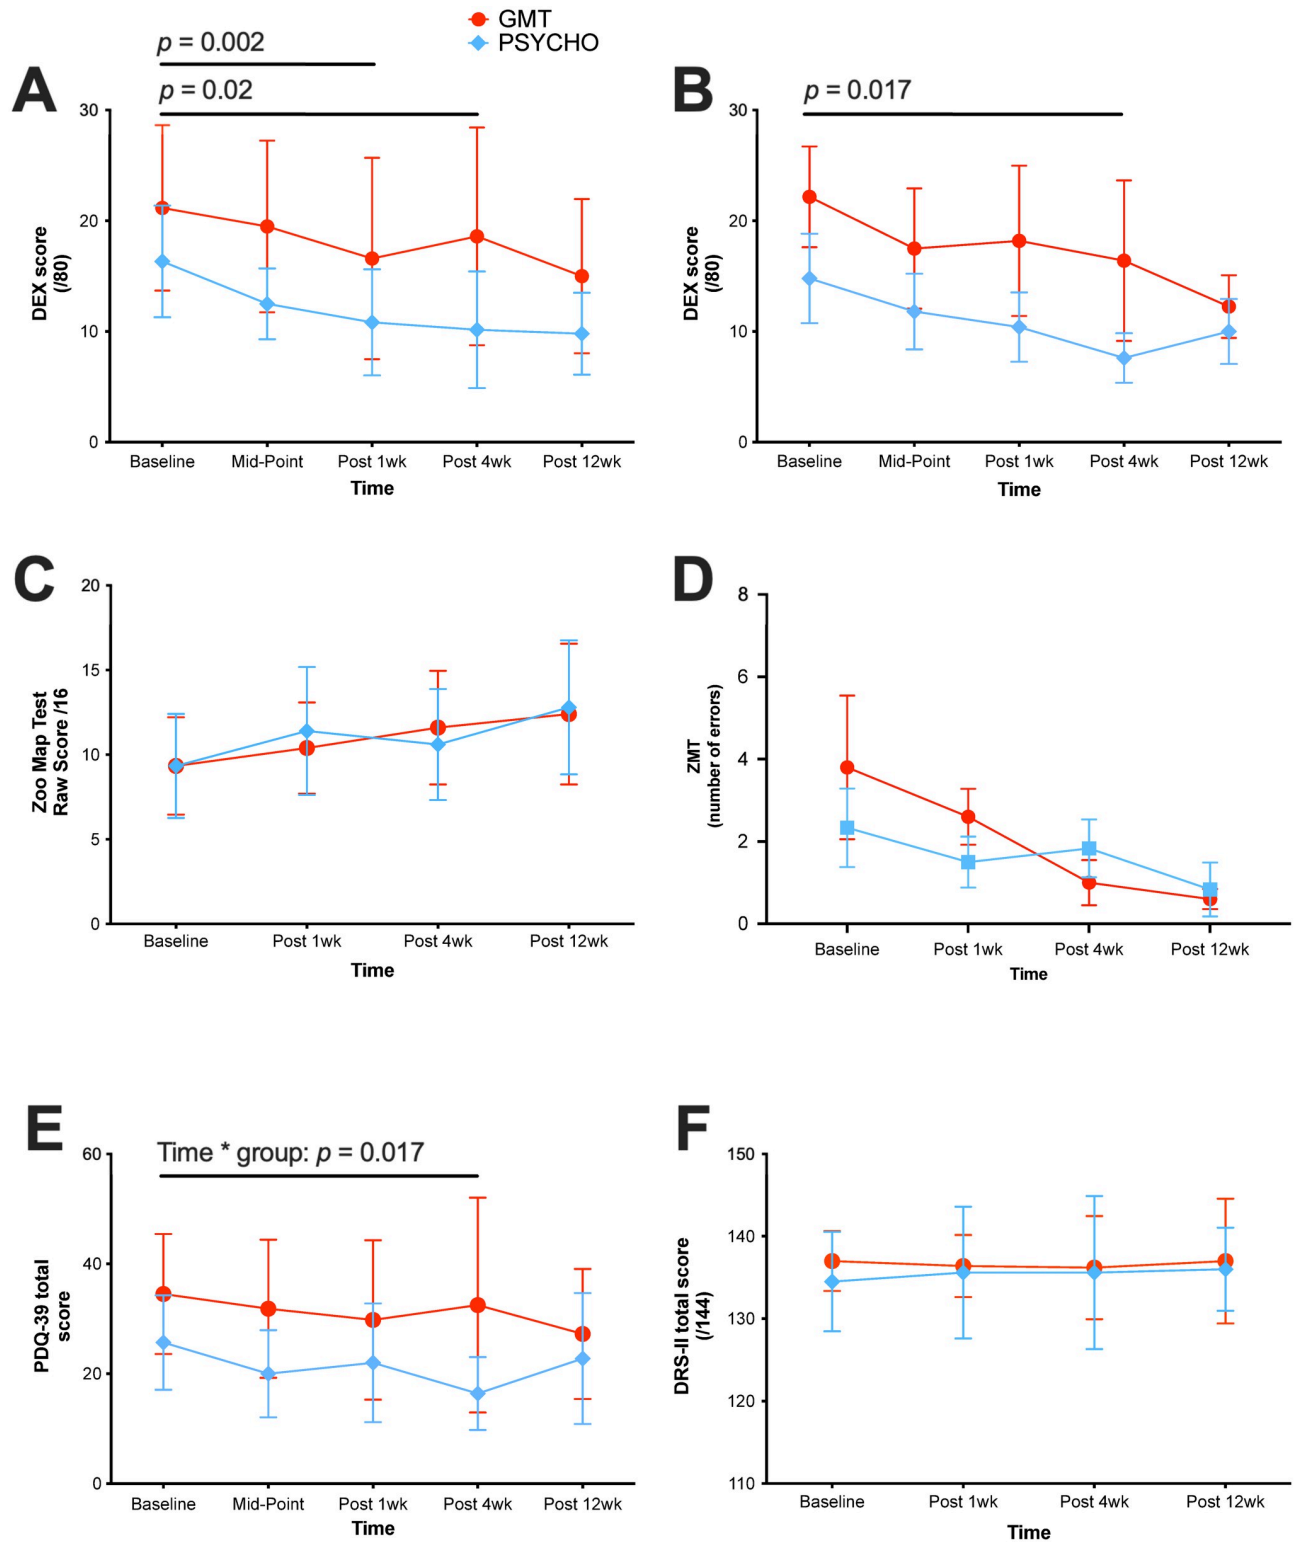 GMT
PSYCHO
A
p = 0.002
p = 0.02
DEX score
(/80)
30
20
10
0
Baseline Mid-Point Post 1wk Post 4wk Post 12wk
Time
B
p = 0.017
DEX score
(/80)
30
20
10
0
Baseline Mid-Point Post 1wk Post 4wk Post 12wk
Time
C
Zoo Map Test
Raw Score /16
20
15
10
5
0
Baseline Post 1wk Post 4wk Post 12wk
Time
D
ZMT
(number of errors)
8
6
4
2
0
Baseline Post 1wk Post 4wk Post 12wk
Time
E
Time * group: p = 0.017
PDQ-39 total
score
60
40
20
0
Baseline Mid-Point Post 1wk Post 4wk Post 12wk
Time
F
DRS-II total score
(/144)
150
140
130
120
110
Baseline Post 1wk Post 4wk Post 12wk
Time